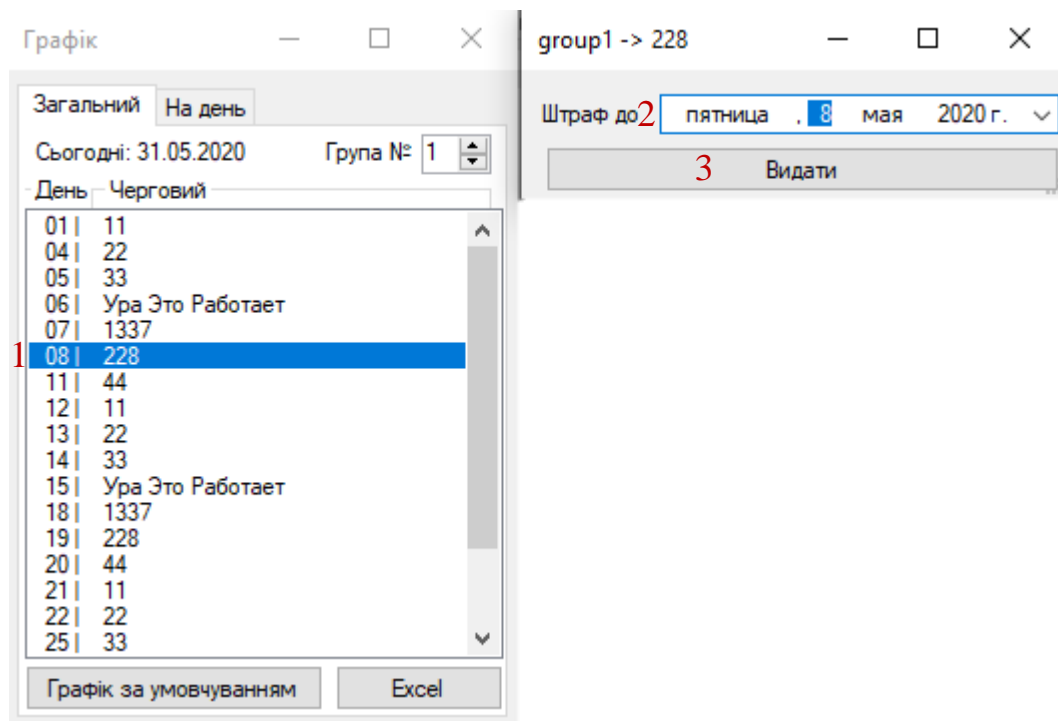 Графік
Загальний На день
Сьогодні: 31.05.2020 Група № 1
День Черговий
01 | 11
04 | 22
05 | 33
06 | Ура Это Работает
07 | 1337
1 08 | 228
11 | 44
12 | 11
13 | 22
14 | 33
15 | Ура Это Работает
18 | 1337
19 | 228
20 | 44
21 | 11
22 | 22
25 | 33
Графік за умовчуванням Excel
group1 -> 228
Штраф до 2 пятница , 8 мая 2020 г.
3 Видати